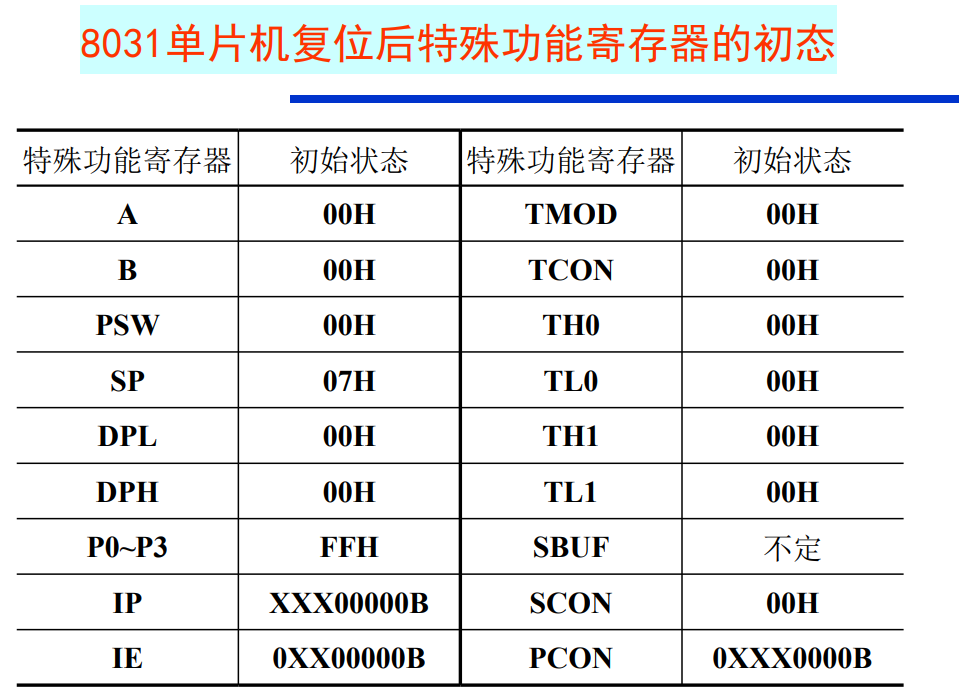 8031单片机复位后特殊功能寄存器的初态
特殊功能寄存器 初始状态 特殊功能寄存器 初始状态
A 00H TMOD 00H
B 00H TCON 00H
PSW 00H TH0 00H
SP 07H TL0 00H
DPL 00H TH1 00H
DPH 00H TL1 00H
P0~P3 FFH SBUF 不定
IP XXX00000B SCON 00H
IE 0XX00000B PCON 0XXX0000B